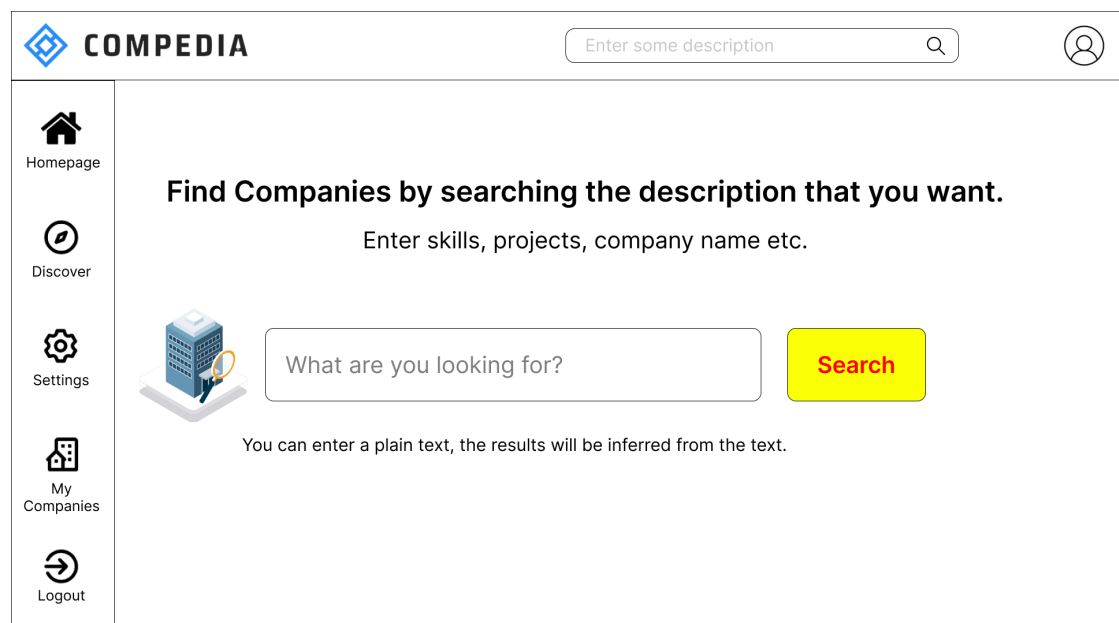 COMPEDIA
Enter some description
Homepage
Discover
Settings
My
Companies
Logout
Find Companies by searching the description that you want.
Enter skills, projects, company name etc.
What are you looking for?
Search
You can enter a plain text, the results will be inferred from the text.